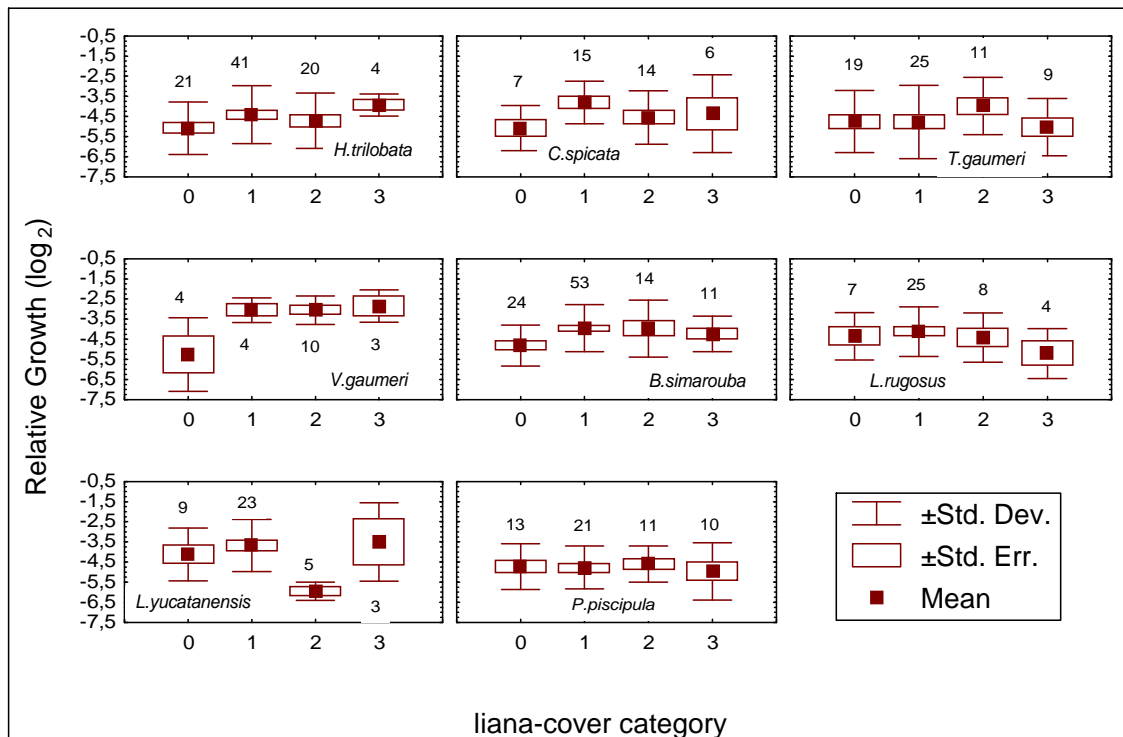 Relative Growth (log2)
-0,5
-1,5
-2,5
-3,5
-4,5
-5,5
-6,5
-7,5
21 41 20 4
H.trilobata
0 1 2 3
7 15 14 6
C.spicata
0 1 2 3
19 25 11 9
T.gaumeri
0 1 2 3
-0,5
-1,5
-2,5
-3,5
-4,5
-5,5
-6,5
-7,5
4 4 10 3
V.gaumeri
0 1 2 3
24 53 14 11
B.simarouba
0 1 2 3
7 25 8 4
L.rugosus
0 1 2 3
-0,5
-1,5
-2,5
-3,5
-4,5
-5,5
-6,5
-7,5
9 23 5 3
L.yucatanensis
0 1 2 3
13 21 11 10
P.piscipula
0 1 2 3
±Std. Dev.
±Std. Err.
Mean
liana-cover category